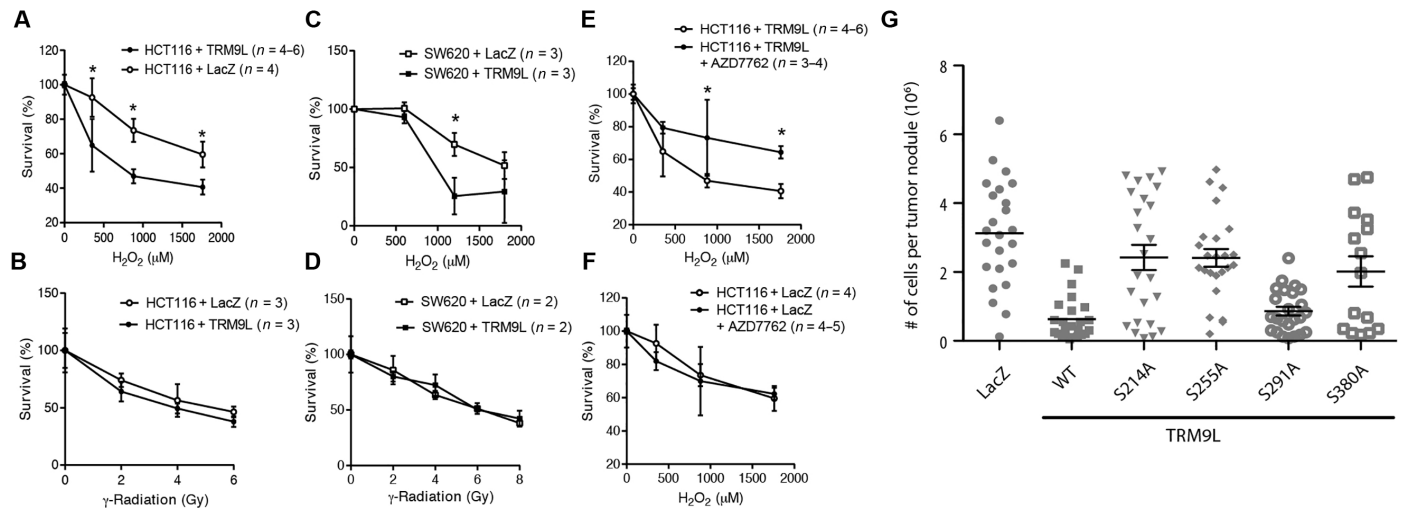 A
HCT116 + TRM9L (n = 4–6)
HCT116 + LacZ (n = 4)
Survival (%)
120
100
80
60
40
20
0 500 1000 1500 2000
H₂O₂ (μM)
* * *
B
HCT116 + LacZ (n = 3)
HCT116 + TRM9L (n = 3)
Survival (%)
150
100
50
0
0 2 4 6
γ-Radiation (Gy)
C
SW620 + LacZ (n = 3)
SW620 + TRM9L (n = 3)
Survival (%)
150
100
50
0
0 500 1000 1500 2000
H₂O₂ (μM)
*
D
SW620 + LacZ (n = 2)
SW620 + TRM9L (n = 2)
Survival (%)
150
100
50
0
0 2 4 6 8
γ-Radiation (Gy)
E
HCT116 + TRM9L (n = 4–6)
HCT116 + TRM9L
+ AZD7762 (n = 3–4)
Survival (%)
120
100
80
60
40
20
0 500 1000 1500 2000
H₂O₂ (μM)
* *
F
HCT116 + LacZ (n = 4)
HCT116 + LacZ
+ AZD7762 (n = 4–5)
Survival (%)
120
100
80
60
40
20
0 500 1000 1500 2000
H₂O₂ (μM)
G
# of cells per tumor nodule (10⁶)
8
6
4
2
0
LacZ WT S214A S255A S291A S380A
TRM9L